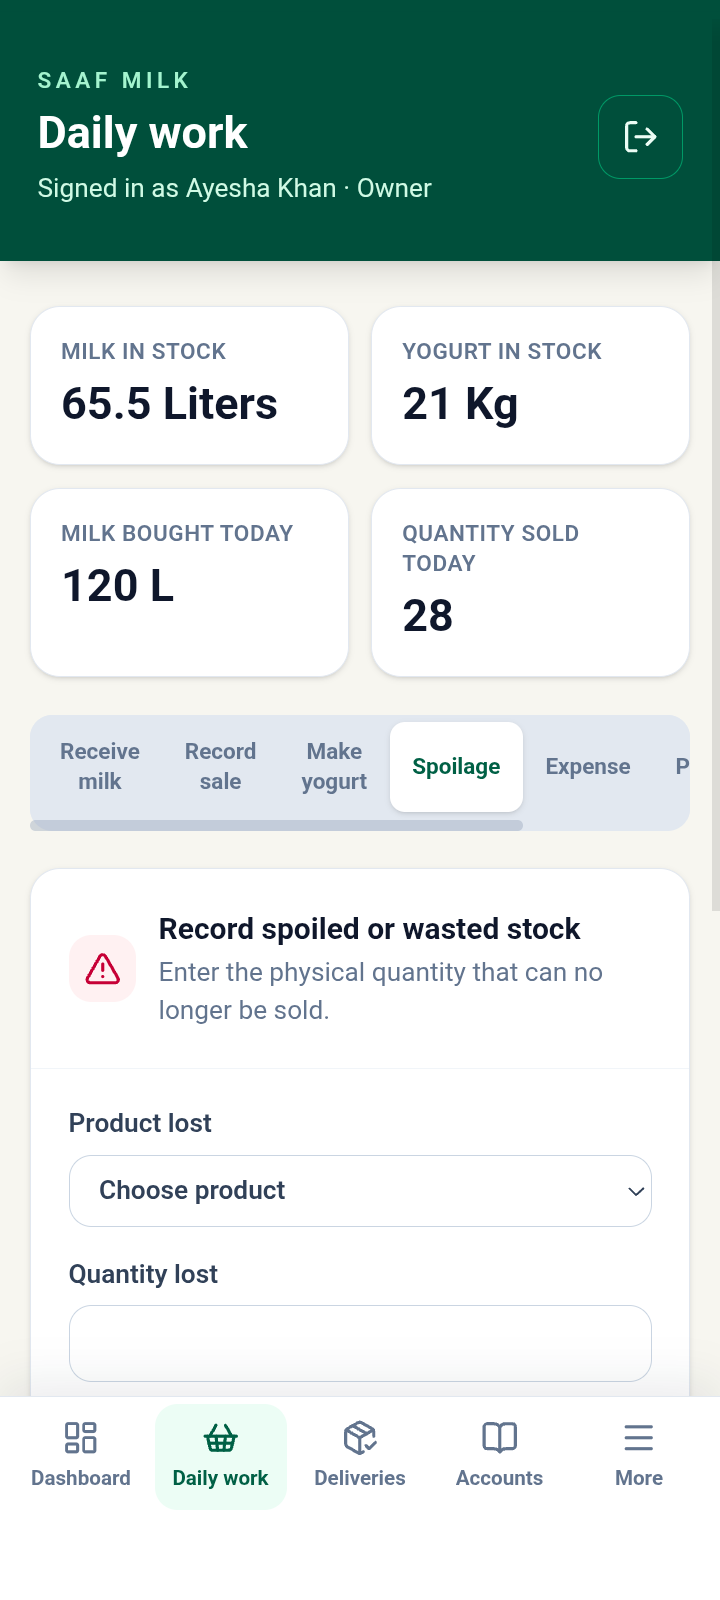 SAAF MILK
Daily work
Signed in as Ayesha Khan · Owner
MILK IN STOCK
65.5 Liters
YOGURT IN STOCK
21 Kg
MILK BOUGHT TODAY
120 L
QUANTITY SOLD
TODAY
28
Receive
milk
Record
sale
Make
yogurt
Spoilage
Expense
P
Record spoiled or wasted stock
Enter the physical quantity that can no
longer be sold.
Product lost
Choose product
Quantity lost
Dashboard
Daily work
Deliveries
Accounts
More